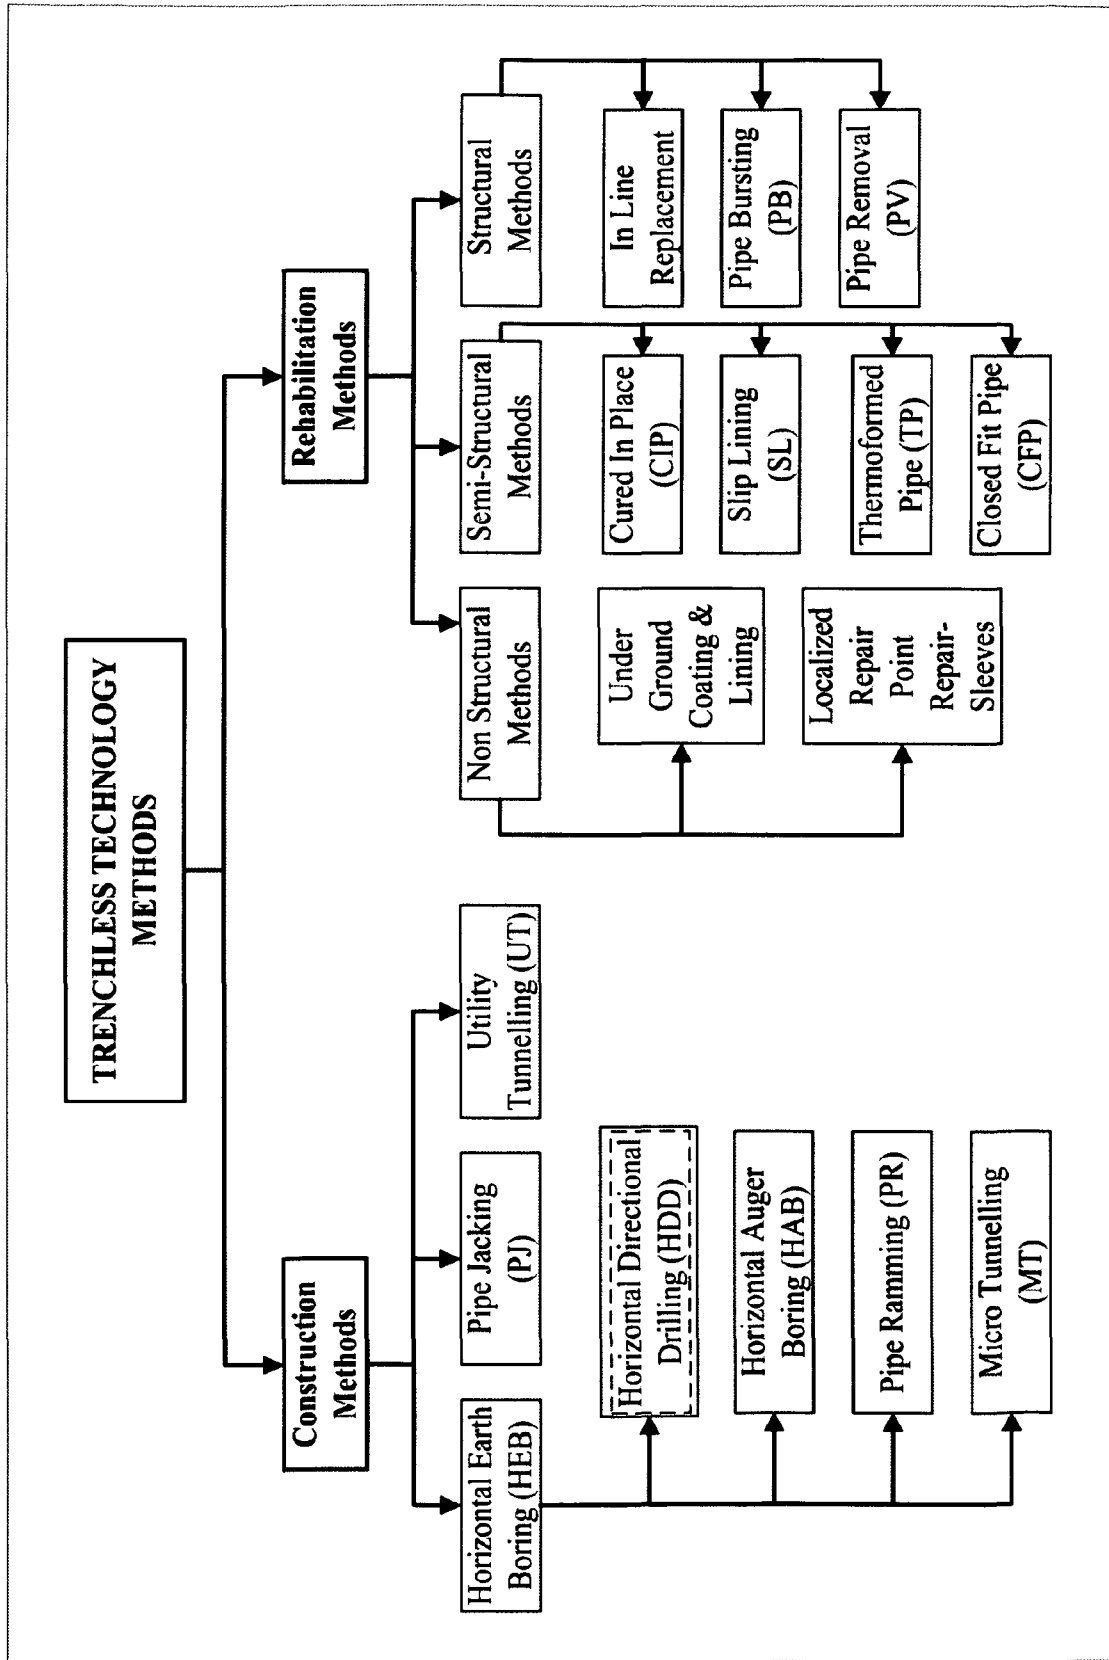 TRENCHLESS TECHNOLOGY
METHODS
Construction
Methods
Rehabilitation
Methods
Horizontal Earth
Boring (HEB)
Pipe Jacking
(PJ)
Utility
Tunnelling (UT)
Non Structural
Methods
Semi-Structural
Methods
Structural
Methods
Horizontal Directional
Drilling (HDD)
Horizontal Auger
Boring (HAB)
Pipe Ramming (PR)
Micro Tunnelling
(MT)
Under
Ground
Coating &
Lining
Localized
Repair
Point
Repair-
Sleeves
Cured In Place
(CIP)
Slip Lining
(SL)
Thermoformed
Pipe (TP)
Closed Fit Pipe
(CFP)
In Line
Replacement
Pipe Bursting
(PB)
Pipe Removal
(PV)